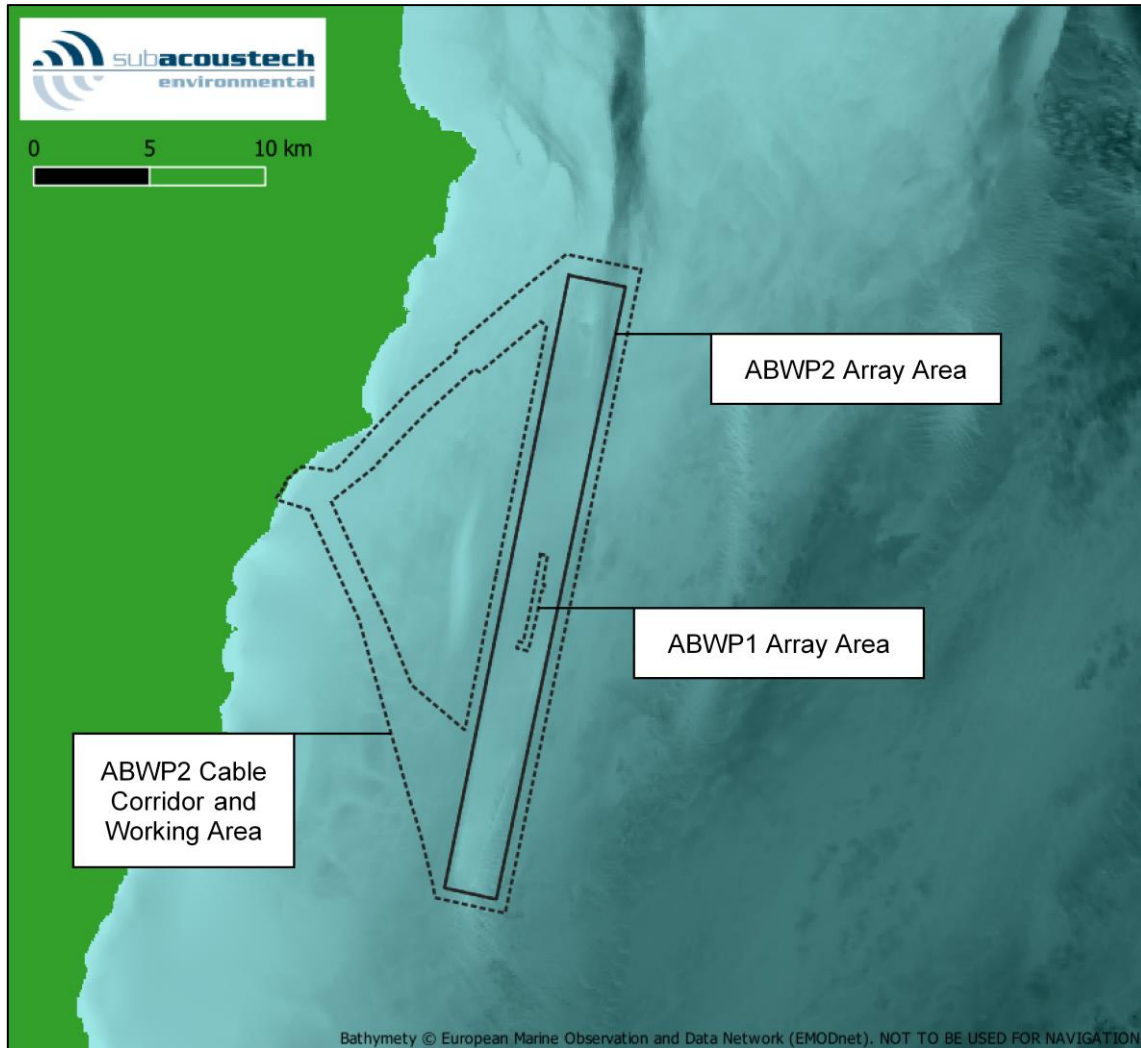 subacoustech
environmental
0 5 10 km
ABWP2 Array Area
ABWP1 Array Area
ABWP2 Cable
Corridor and
Working Area
Bathymety © European Marine Observation and Data Network (EMODnet). NOT TO BE USED FOR NAVIGATION